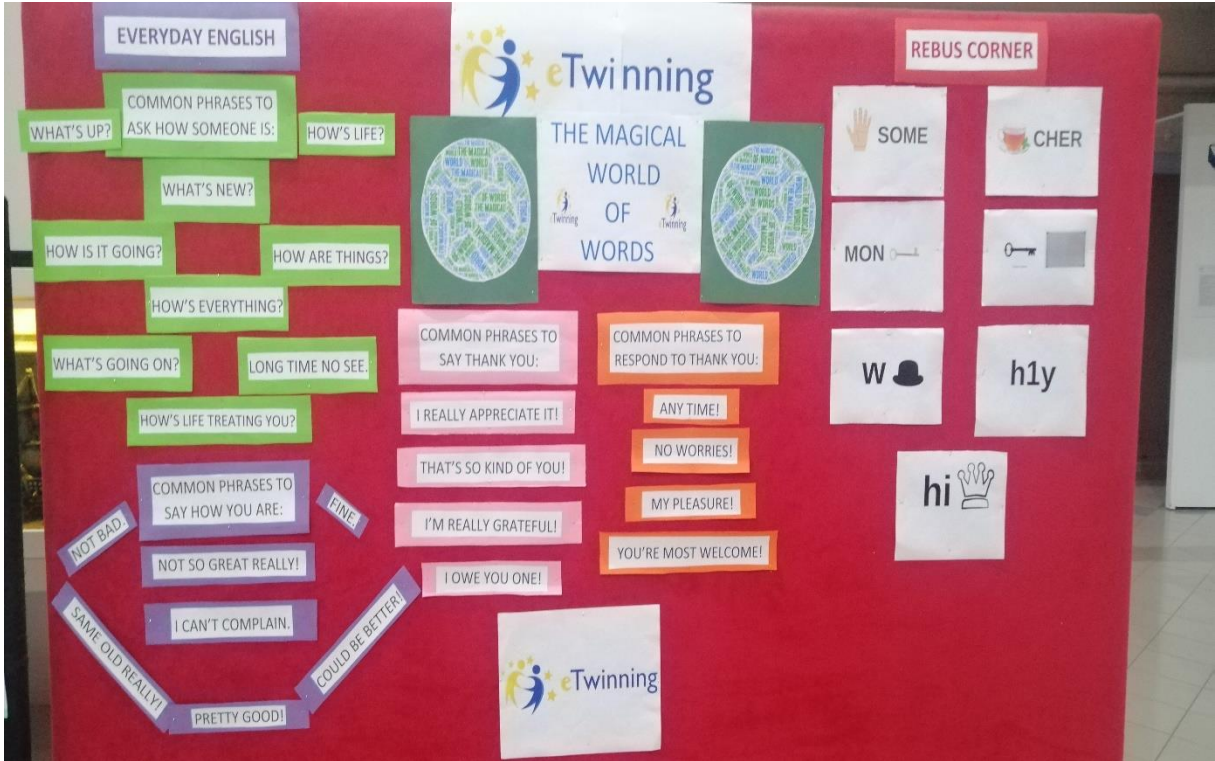 EVERYDAY ENGLISH
COMMON PHRASES TO
ASK HOW SOMEONE IS:
WHAT'S UP?
HOW'S LIFE?
WHAT'S NEW?
HOW IS IT GOING?
HOW ARE THINGS?
HOW'S EVERYTHING?
WHAT'S GOING ON?
LONG TIME NO SEE.
HOW'S LIFE TREATING YOU?
COMMON PHRASES TO
SAY HOW YOU ARE:
NOT BAD.
FINE.
NOT SO GREAT REALLY!
I CAN'T COMPLAIN.
SAME OLD REALLY!
COULD BE BETTER!
PRETTY GOOD!
eTwinning
THE MAGICAL
WORLD
OF
WORDS
eTwinning
eTwinning
COMMON PHRASES TO
SAY THANK YOU:
I REALLY APPRECIATE IT!
THAT'S SO KIND OF YOU!
I'M REALLY GRATEFUL!
I OWE YOU ONE!
COMMON PHRASES TO
RESPOND TO THANK YOU:
ANY TIME!
NO WORRIES!
MY PLEASURE!
YOU'RE MOST WELCOME!
eTwinning
REBUS CORNER
SOME
CHER
MON
W
h1y
hi